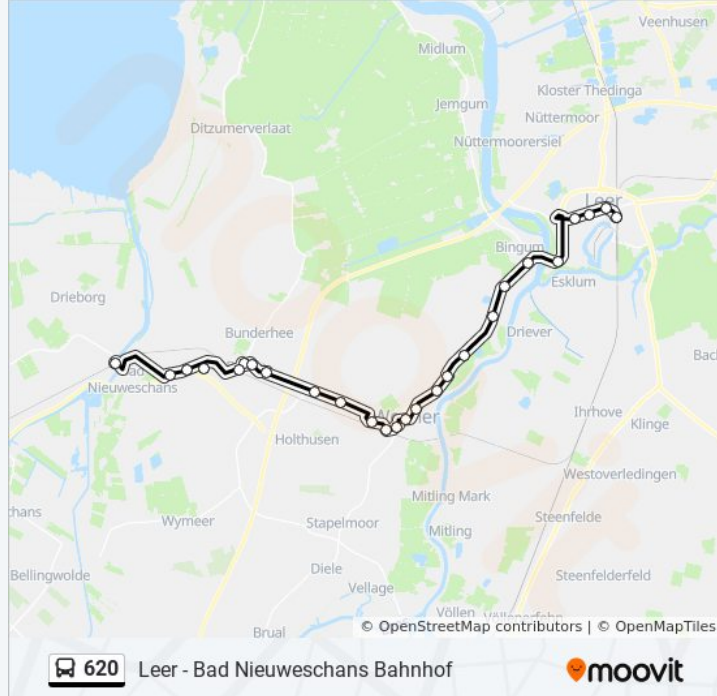 Veenhusen
Midlum
Kloster Thedinga
Jemgum
Nüttermoor
Ditzumerverlaat
Nüttermoorersiel
Leer
Bingum
Esklum
Drieborg
Bunderhee
Driever
Bad
Nieuweschans
Ihrhove
Klinge
Holthusen
Westoverledingen
Mitling Mark
Wymeer
Stapelmoor
Steenfelde
Mitling
Diele
Bellingwolde
Steenfelderfeld
Vellage
Völlen
Brual
© OpenStreetMap contributors | © OpenMapTiles
620 Leer - Bad Nieuweschans Bahnhof
moovit